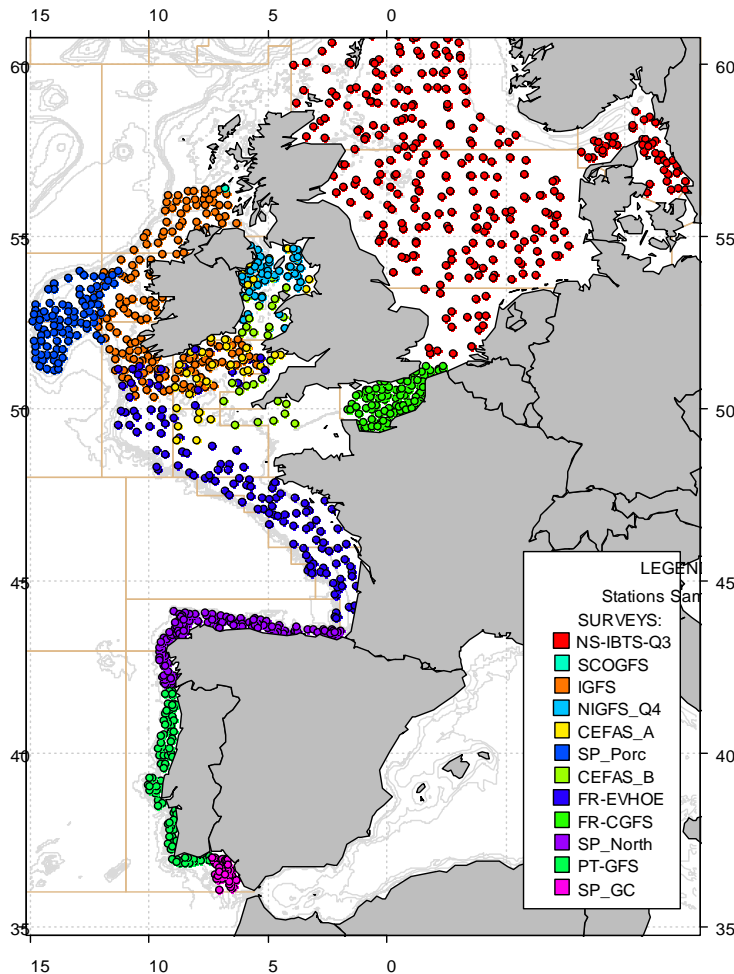 15 10 5 0
60 60
55 55
50 50
45 45
40 40
35 35
15 10 5 0
LEGEN
Stations Sam
SURVEYS:
NS-IBTS-Q3
SCOGFS
IGFS
NIGFS_Q4
CEFAS_A
SP_Porc
CEFAS_B
FR-EVHOE
FR-CGFS
SP_North
PT-GFS
SP_GC